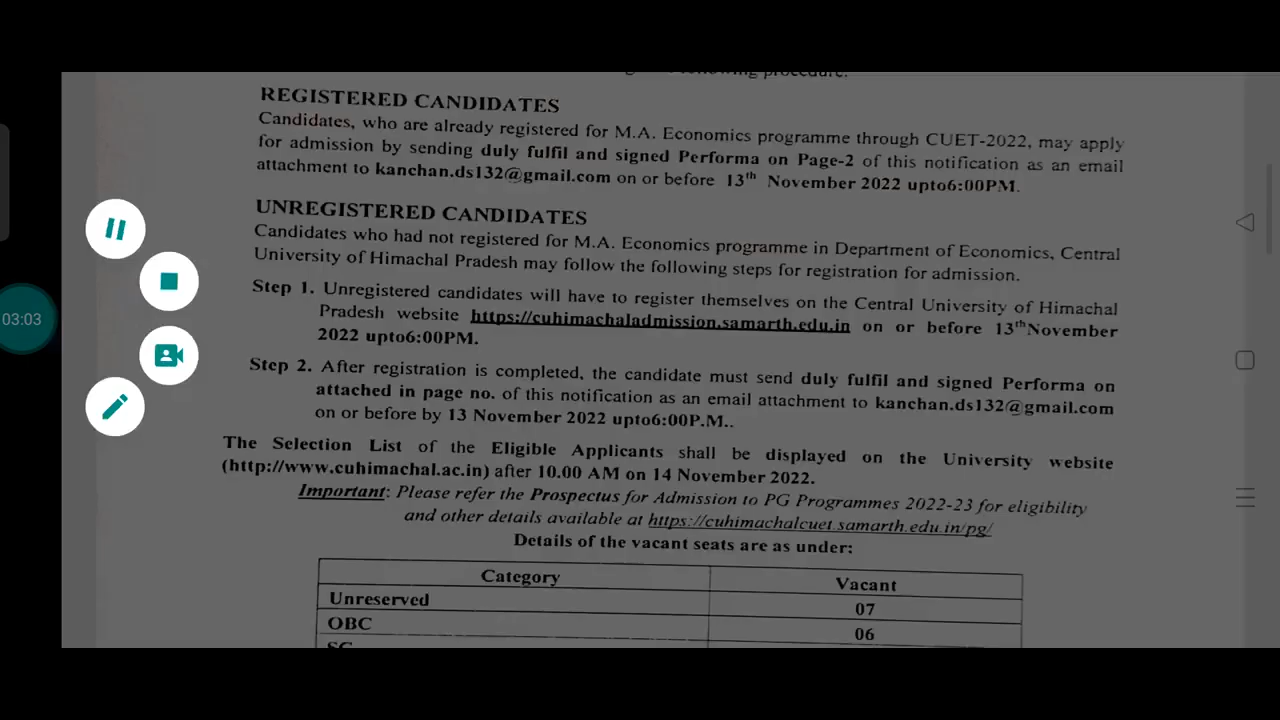 following procedure.
REGISTERED CANDIDATES
Candidates, who are already registered for M.A. Economics programme through CUET-2022, may apply
for admission by sending duly fulfil and signed Performa on Page-2 of this notification as an email
attachment to kanchan.ds132@gmail.com on or before 13th November 2022 upto6:00PM.
UNREGISTERED CANDIDATES
Candidates who had not registered for M.A. Economics programme in Department of Economics, Central
University of Himachal Pradesh may follow the following steps for registration for admission.
Step 1. Unregistered candidates will have to register themselves on the Central University of Himachal
Pradesh website https://cuhimachaladmission.samarth.edu.in on or before 13thNovember
2022 upto6:00PM.
03:03
Step 2. After registration is completed, the candidate must send duly fulfil and signed Performa on
attached in page no. of this notification as an email attachment to kanchan.ds132@gmail.com
on or before by 13 November 2022 upto6:00P.M..
The Selection List of the Eligible Applicants shall be displayed on the University website
(http://www.cuhimachal.ac.in) after 10.00 AM on 14 November 2022.
Important: Please refer the Prospectus for Admission to PG Programmes 2022-23 for eligibility
and other details available at https://cuhimachalcuet.samarth.edu.in/pg/
Details of the vacant seats are as under:
Category Vacant
Unreserved 07
OBC 06
SC